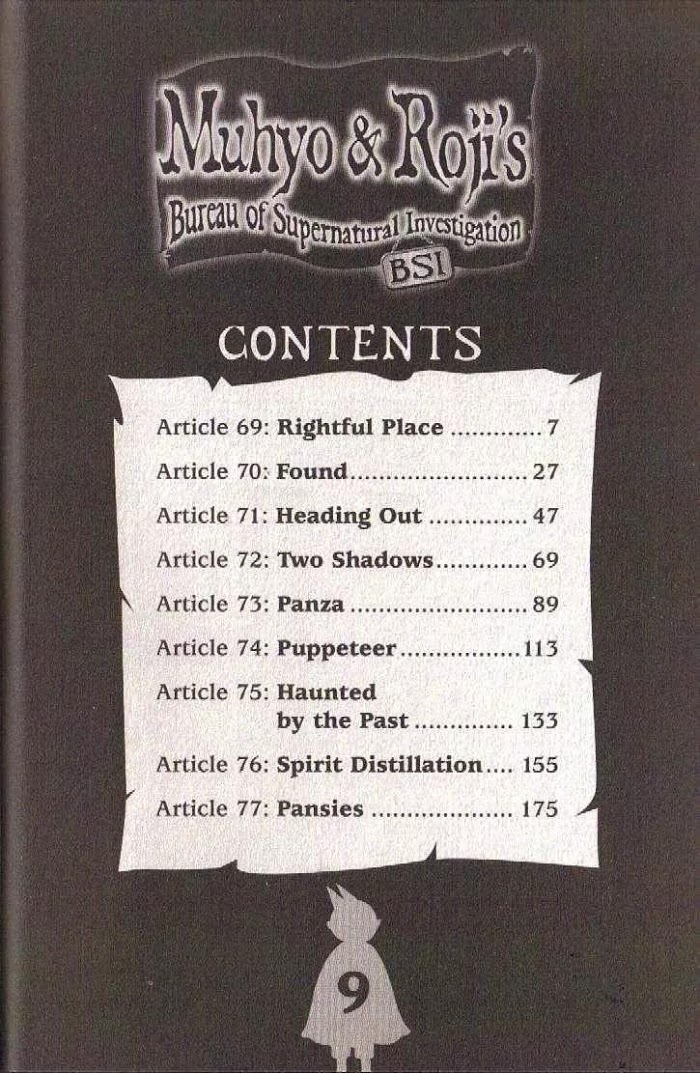 Muhyo & Roji's
Bureau of Supernatural Investigation
BSI
CONTENTS
Article 69: Rightful Place .............7
Article 70: Found........................27
Article 71: Heading Out .............47
Article 72: Two Shadows.............69
Article 73: Panza ........................89
Article 74: Puppeteer.................113
Article 75: Haunted
by the Past .............. 133
Article 76: Spirit Distillation.... 155
Article 77: Pansies .................... 175
9